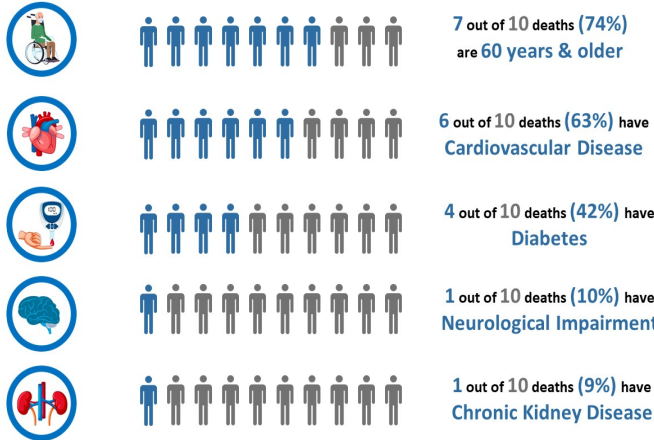 7 out of 10 deaths (74%)
are 60 years & older
6 out of 10 deaths (63%) have
Cardiovascular Disease
4 out of 10 deaths (42%) have
Diabetes
1 out of 10 deaths (10%) have
Neurological Impairment
1 out of 10 deaths (9%) have
Chronic Kidney Disease